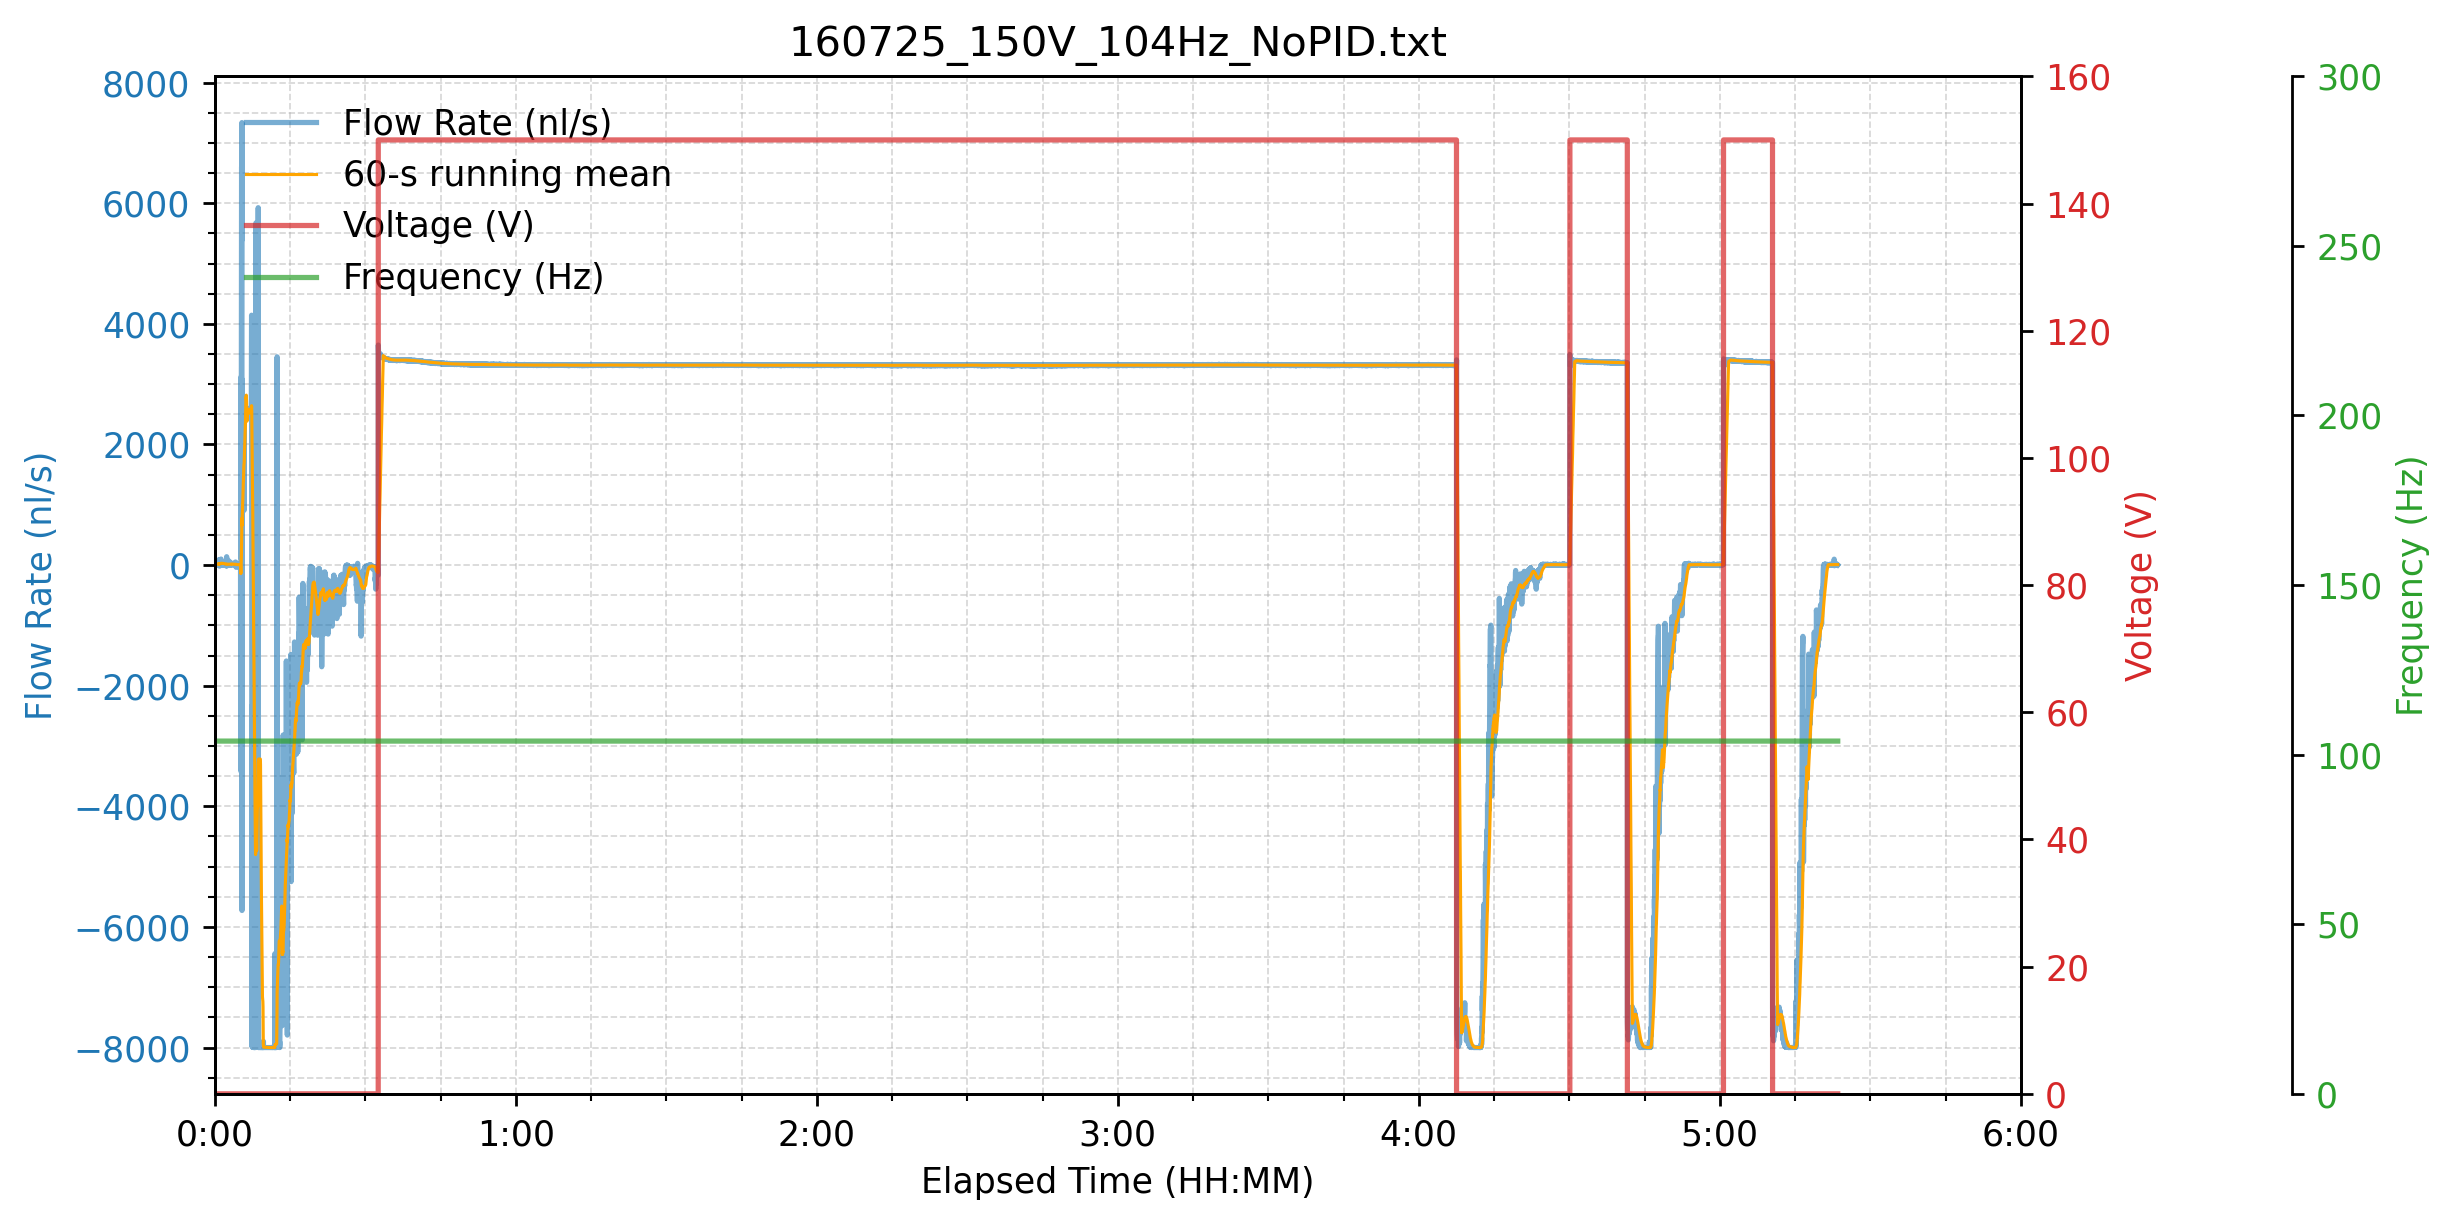 160725_150V_104Hz_NoPID.txt
Flow Rate (nl/s)
60-s running mean
Voltage (V)
Frequency (Hz)
8000
6000
4000
2000
0
−2000
−4000
−6000
−8000
Flow Rate (nl/s)
160
140
120
100
80
60
40
20
0
Voltage (V)
300
250
200
150
100
50
0
Frequency (Hz)
0:00 1:00 2:00 3:00 4:00 5:00 6:00
Elapsed Time (HH:MM)